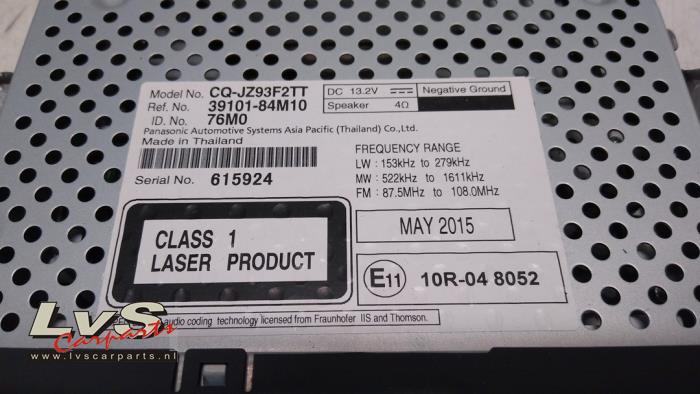 Model No. CQ-JZ93F2TT
Ref. No. 39101-84M10
ID. No. 76M0
DC 13.2V Negative Ground
Speaker 4Ω
Panasonic Automotive Systems Asia Pacific (Thailand) Co.,Ltd.
Made in Thailand
Serial No. 615924
FREQUENCY RANGE
LW : 153kHz to 279kHz
MW : 522kHz to 1611kHz
FM : 87.5MHz to 108.0MHz
CLASS 1
LASER PRODUCT
MAY 2015
E11 10R-04 8052
audio coding technology licensed from Fraunhofer IIS and Thomson.
LvS
Carparts
www.lvscarparts.nl